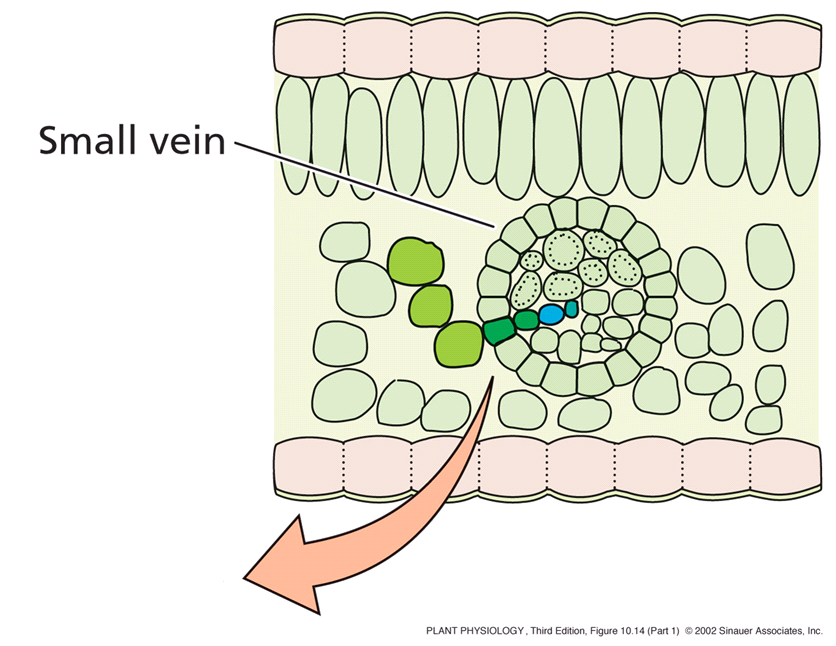 Small vein
PLANT PHYSIOLOGY, Third Edition, Figure 10.14 (Part 1) © 2002 Sinauer Associates, Inc.